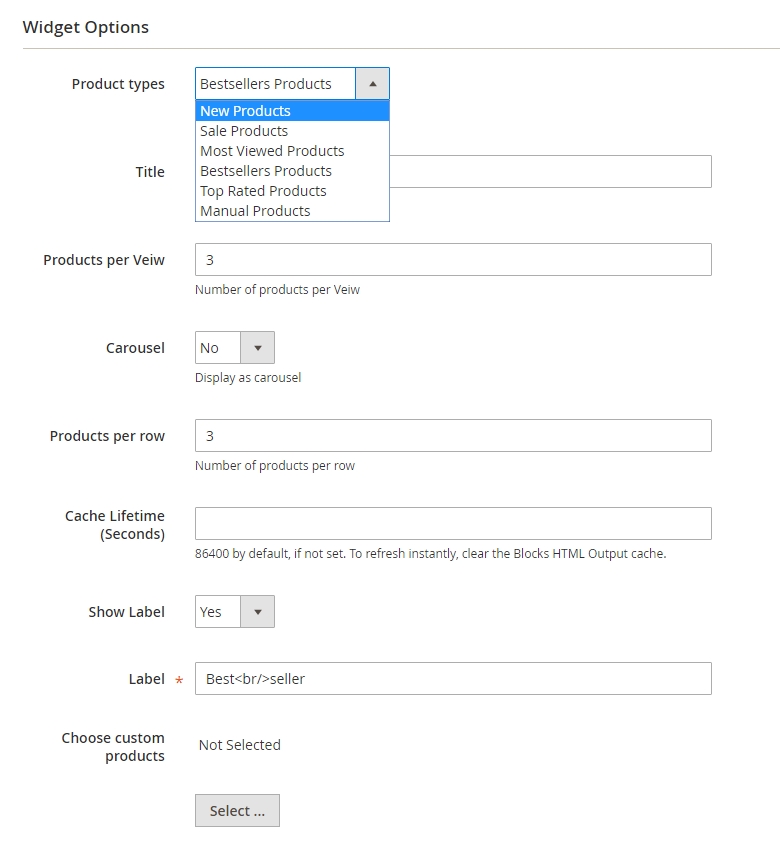 Widget Options
Product types
Bestsellers Products
New Products
Sale Products
Most Viewed Products
Bestsellers Products
Top Rated Products
Manual Products
Title
Products per Veiw
3
Number of products per Veiw
Carousel
No
Display as carousel
Products per row
3
Number of products per row
Cache Lifetime
(Seconds)
86400 by default, if not set. To refresh instantly, clear the Blocks HTML Output cache.
Show Label
Yes
Label *
Best<br/>seller
Choose custom
products
Not Selected
Select ...